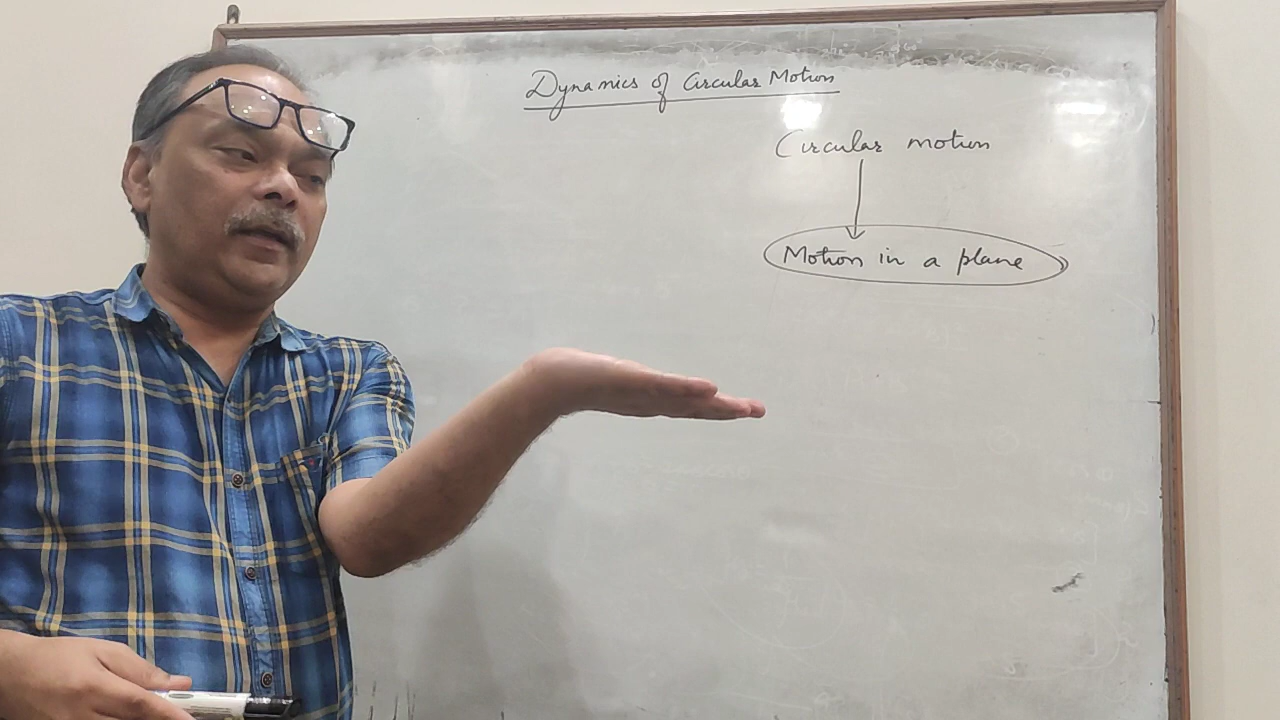 Dynamics of Circular Motion
Circular motion
Motion in a plane